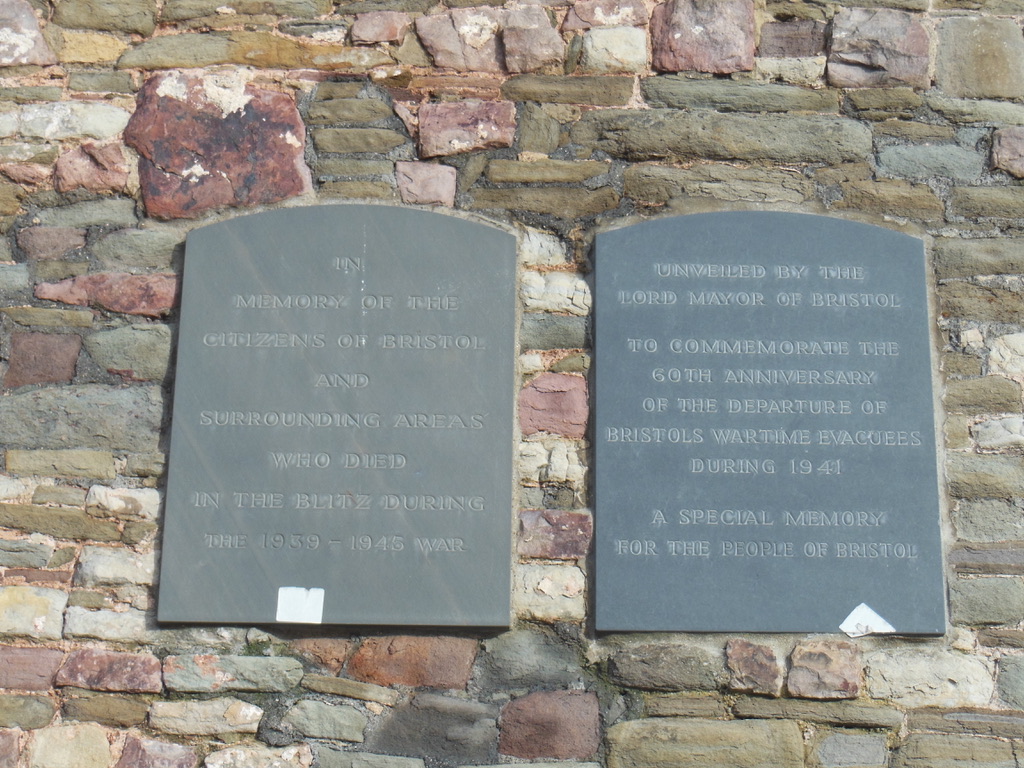 IN
MEMORY OF THE
CITIZENS OF BRISTOL
AND
SURROUNDING AREAS
WHO DIED
IN THE BLITZ DURING
THE 1939 - 1945 WAR
UNVEILED BY THE
LORD MAYOR OF BRISTOL
TO COMMEMORATE THE
60TH ANNIVERSARY
OF THE DEPARTURE OF
BRISTOLS WARTIME EVACUEES
DURING 1941
A SPECIAL MEMORY
FOR THE PEOPLE OF BRISTOL